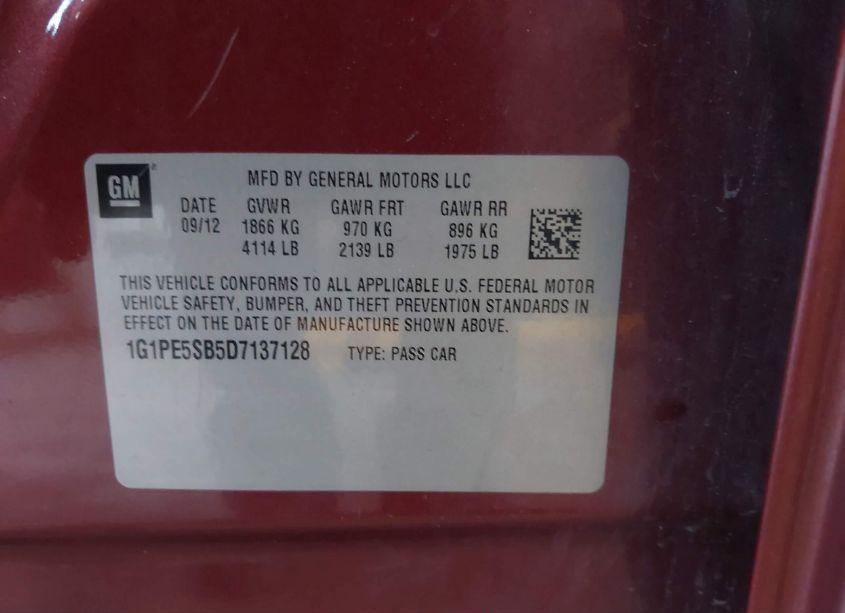 GM
MFD BY GENERAL MOTORS LLC
DATE GVWR GAWR FRT GAWR RR
09/12 1866 KG 970 KG 896 KG
4114 LB 2139 LB 1975 LB
THIS VEHICLE CONFORMS TO ALL APPLICABLE U.S. FEDERAL MOTOR
VEHICLE SAFETY, BUMPER, AND THEFT PREVENTION STANDARDS IN
EFFECT ON THE DATE OF MANUFACTURE SHOWN ABOVE.
1G1PE5SB5D7137128 TYPE: PASS CAR